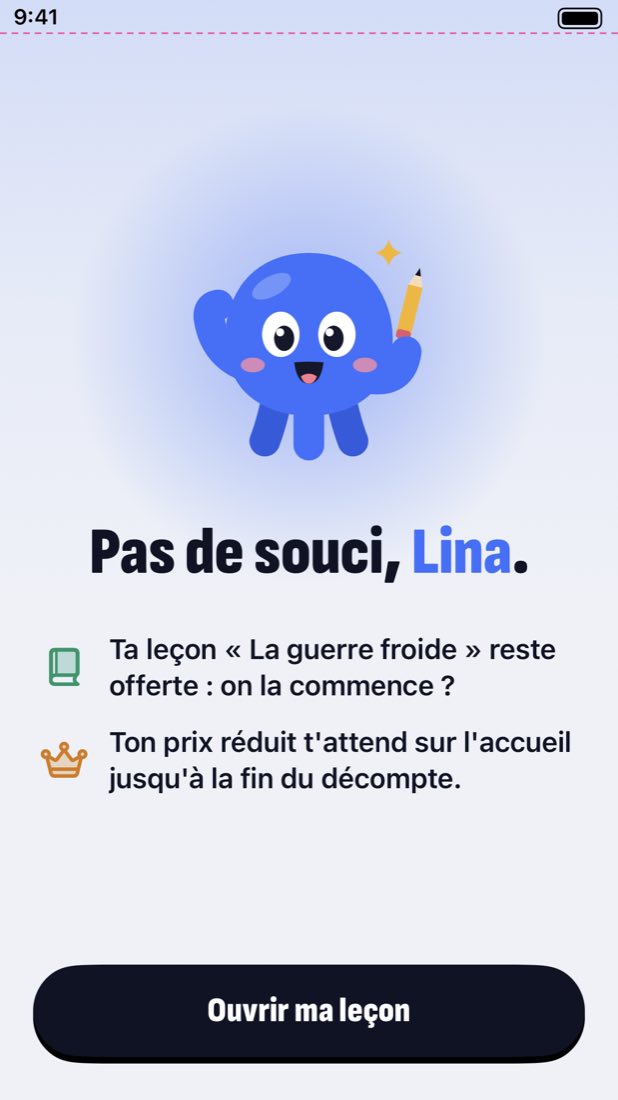 9:41
Pas de souci, Lina.
Ta leçon « La guerre froide » reste
offerte : on la commence ?
Ton prix réduit t'attend sur l'accueil
jusqu'à la fin du décompte.
Ouvrir ma leçon